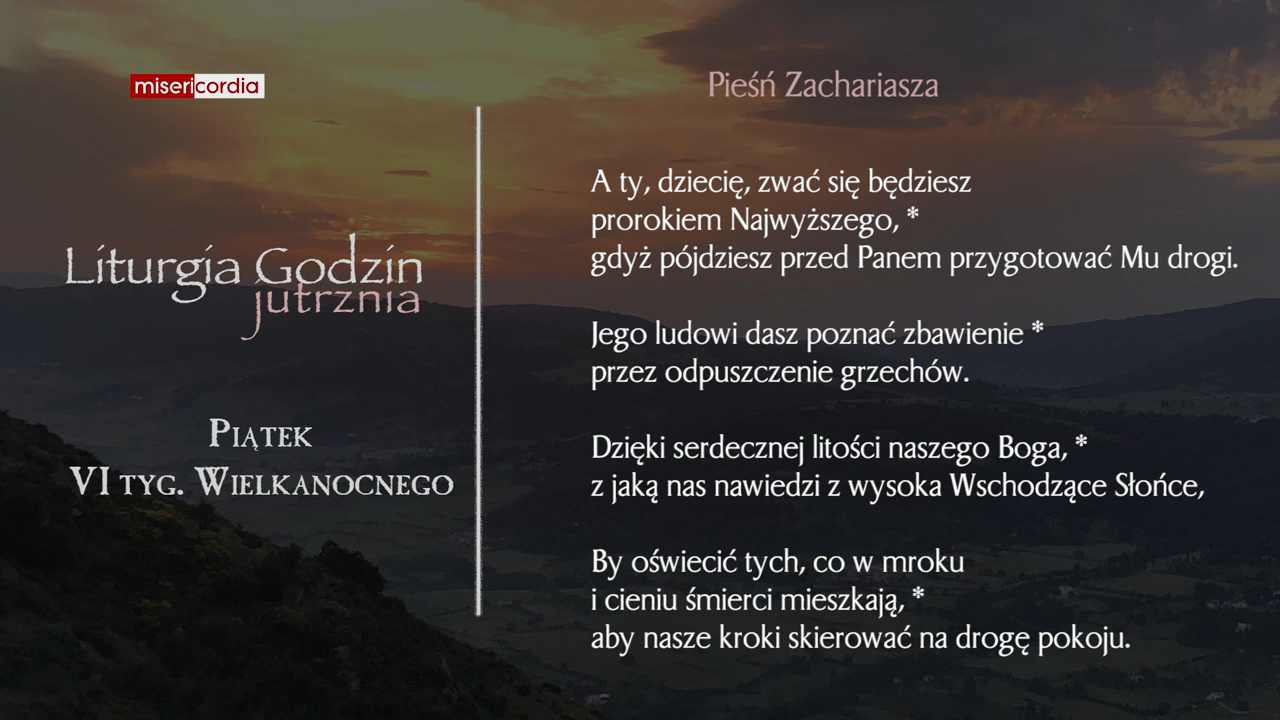 misericordia
Liturgia Godzin
jutrznia
Piątek
VI tyg. Wielkanocnego
Pieśń Zachariasza
A ty, dziecię, zwać się będziesz
prorokiem Najwyższego, *
gdyż pójdziesz przed Panem przygotować Mu drogi.
Jego ludowi dasz poznać zbawienie *
przez odpuszczenie grzechów.
Dzięki serdecznej litości naszego Boga, *
z jaką nas nawiedzi z wysoka Wschodzące Słońce,
By oświecić tych, co w mroku
i cieniu śmierci mieszkają, *
aby nasze kroki skierować na drogę pokoju.